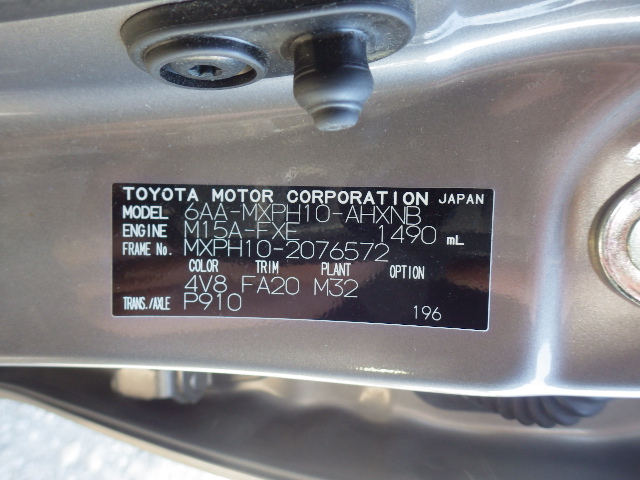 TOYOTA MOTOR CORPORATION JAPAN
MODEL 6AA-MXPH10-AHXNB
ENGINE M15A-FXE 1490 mL
FRAME No. MXPH10-2076572
COLOR TRIM PLANT OPTION
4V8 FA20 M32
TRANS./AXLE P910
196